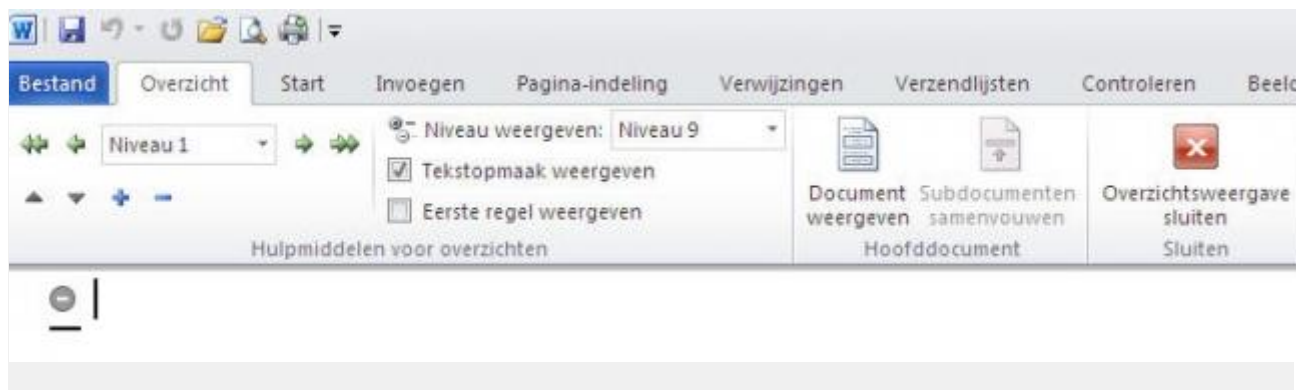 W
Bestand Overzicht Start Invoegen Pagina-indeling Verwijzingen Verzendlijsten Controleren Beeld
Niveau 1 Niveau weergeven: Niveau 9
Tekstopmaak weergeven
Eerste regel weergeven
Document weergeven Subdocumenten samenvouwen Overzichtsweergave sluiten
Hulpmiddelen voor overzichten Hoofddocument Sluiten